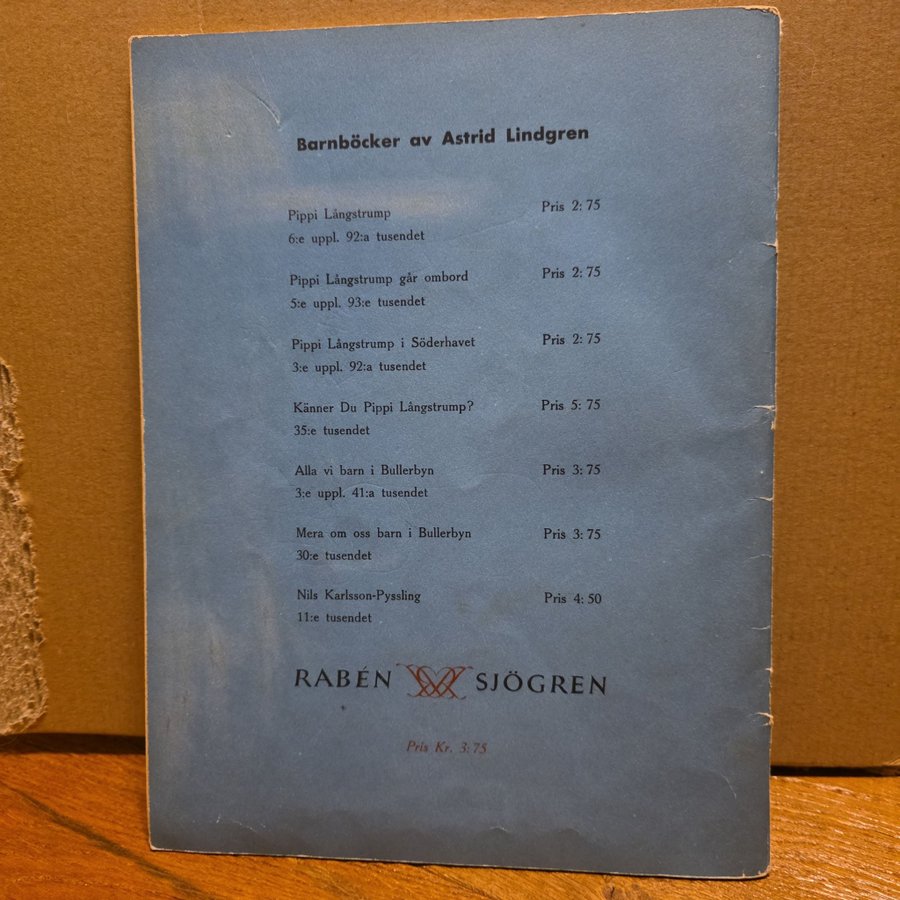 Barnböcker av Astrid Lindgren
Pippi Långstrump Pris 2: 75
6:e uppl. 92:a tusendet
Pippi Långstrump går ombord Pris 2: 75
5:e uppl. 93:e tusendet
Pippi Långstrump i Söderhavet Pris 2: 75
3:e uppl. 92:a tusendet
Känner Du Pippi Långstrump? Pris 5: 75
35:e tusendet
Alla vi barn i Bullerbyn Pris 3: 75
3:e uppl. 41:a tusendet
Mera om oss barn i Bullerbyn Pris 3: 75
30:e tusendet
Nils Karlsson-Pyssling Pris 4: 50
11:e tusendet
RABÉN SJÖGREN
Pris Kr. 3: 75